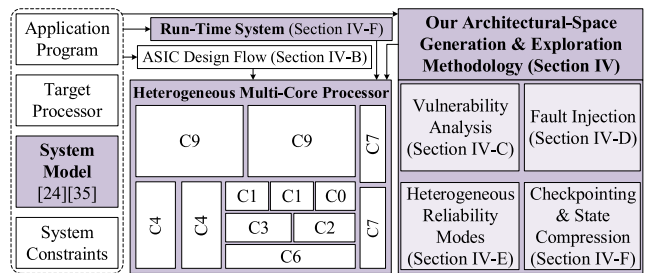 Application
Program
Target
Processor
System
Model
[24][35]
System
Constraints
Run-Time System (Section IV-F)
ASIC Design Flow (Section IV-B)
Heterogeneous Multi-Core Processor
C9
C9
C7
C4
C4
C1
C1
C0
C3
C2
C6
C7
Our Architectural-Space
Generation & Exploration
Methodology (Section IV)
Vulnerability
Analysis
(Section IV-C)
Fault Injection
(Section IV-D)
Heterogeneous
Reliability
Modes
(Section IV-E)
Checkpointing
& State
Compression
(Section IV-F)